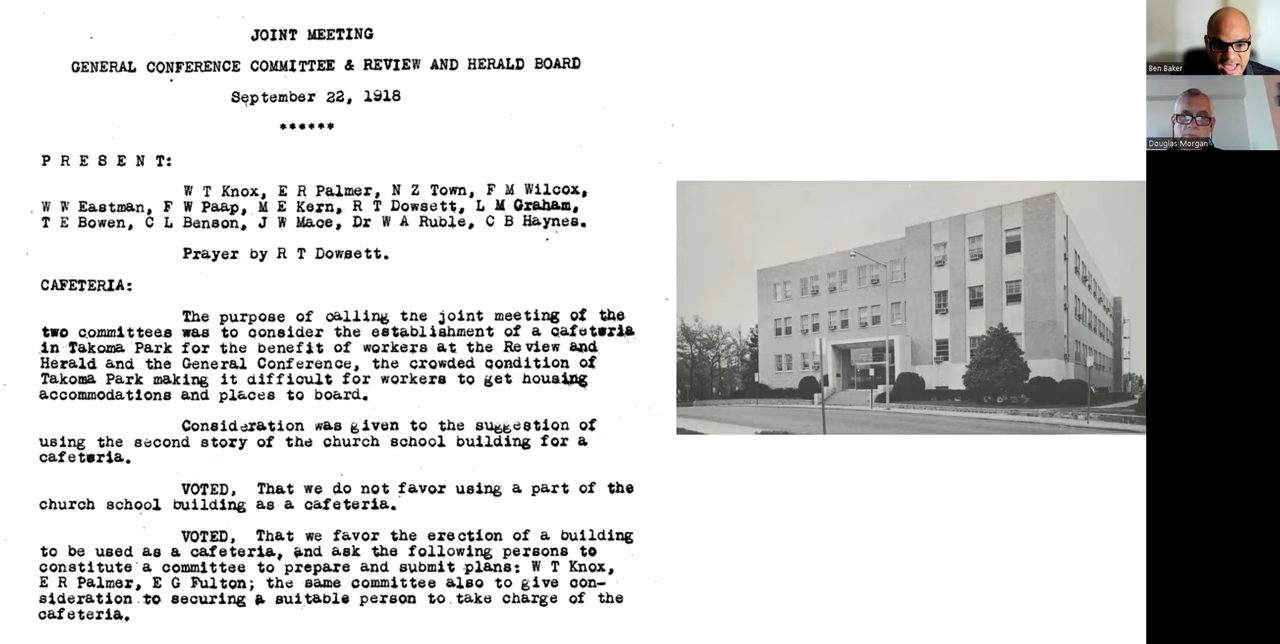 JOINT MEETING
GENERAL CONFERENCE COMMITTEE & REVIEW AND HERALD BOARD
September 22, 1918
******
P R E S E N T:
W T Knox, E R Palmer, N Z Town, F M Wilcox,
W W Eastman, F W Paap, M E Kern, R T Dowsett, L M Graham,
T E Bowen, C L Benson, J W Mace, Dr W A Ruble, C B Haynes.
Prayer by R T Dowsett.
CAFETERIA:
The purpose of calling the joint meeting of the
two committees was to consider the establishment of a cafeteria
in Takoma Park for the benefit of workers at the Review and
Herald and the General Conference, the crowded condition of
Takoma Park making it difficult for workers to get housing
accommodations and places to board.
Consideration was given to the suggestion of
using the second story of the church school building for a
cafeteria.
VOTED, That we do not favor using a part of the
church school building as a cafeteria.
VOTED, That we favor the erection of a building
to be used as a cafeteria, and ask the following persons to
constitute a committee to prepare and submit plans: W T Knox,
E R Palmer, E G Fulton; the same committee also to give con-
sideration to securing a suitable person to take charge of the
cafeteria.
Ben Baker
Douglas Morgan